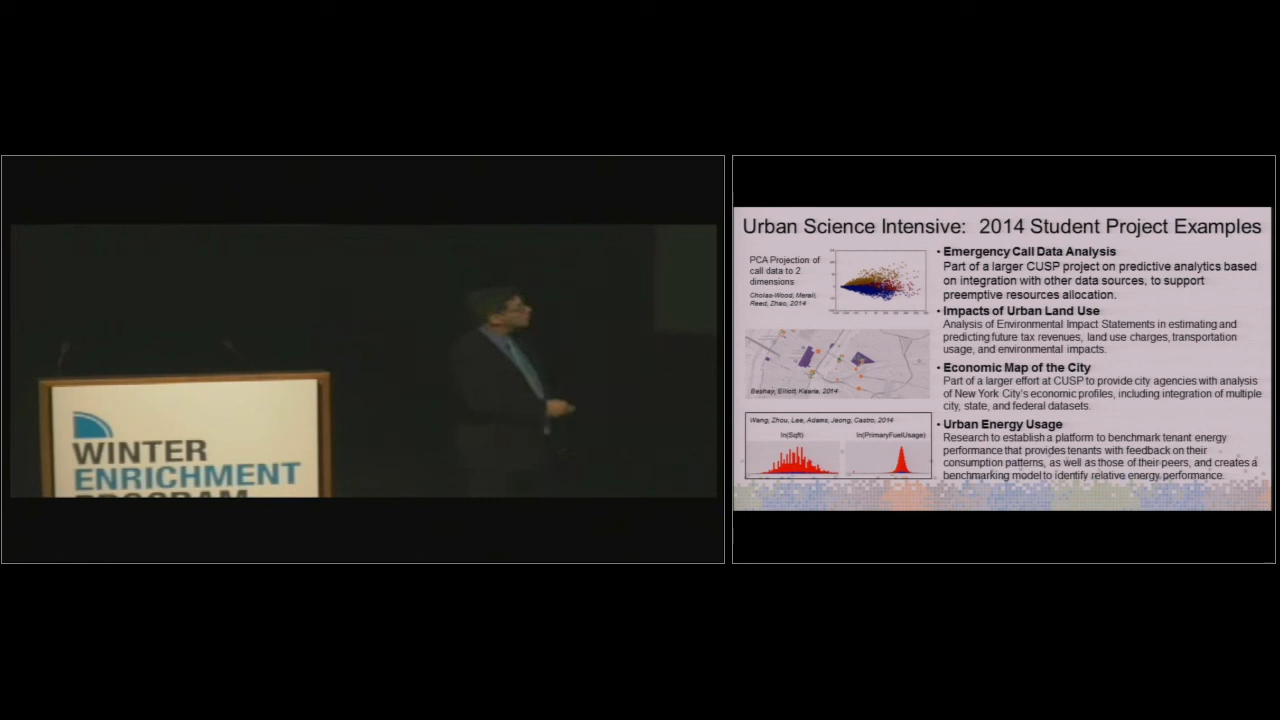 WINTER
ENRICHMENT
PROGRAM
Urban Science Intensive: 2014 Student Project Examples
PCA Projection of
call data to 2
dimensions
Reed, Zhao, 2014
Beshay, Elliott, Kaaria, 2014
Wang, Zhou, Lee, Adams, Jeong, Castro, 2014
ln(Sqft)
ln(PrimaryFuelUsage)
• Emergency Call Data Analysis
Part of a larger CUSP project on predictive analytics based
on integration with other data sources, to support
preemptive resources allocation.
• Impacts of Urban Land Use
Analysis of Environmental Impact Statements in estimating and
predicting future tax revenues, land use charges, transportation
usage, and environmental impacts.
• Economic Map of the City
Part of a larger effort at CUSP to provide city agencies with analysis
of New York City's economic profiles, including integration of multiple
city, state, and federal datasets.
• Urban Energy Usage
Research to establish a platform to benchmark tenant energy
performance that provides tenants with feedback on their
consumption patterns, as well as those of their peers, and creates a
benchmarking model to identify relative energy performance.